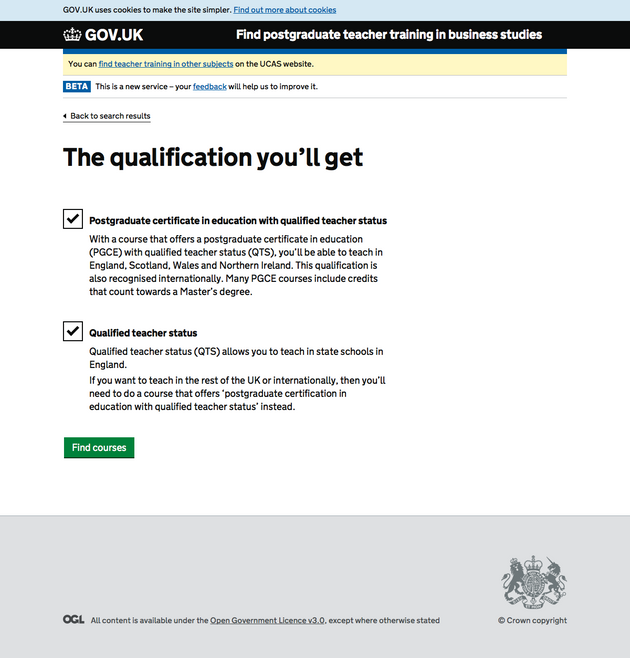 GOV.UK uses cookies to make the site simpler. Find out more about cookies
GOV.UK Find postgraduate teacher training in business studies
You can find teacher training in other subjects on the UCAS website.
BETA This is a new service – your feedback will help us to improve it.
Back to search results
The qualification you’ll get
Postgraduate certificate in education with qualified teacher status
With a course that offers a postgraduate certificate in education
(PGCE) with qualified teacher status (QTS), you’ll be able to teach in
England, Scotland, Wales and Northern Ireland. This qualification is
also recognised internationally. Many PGCE courses include credits
that count towards a Master’s degree.
Qualified teacher status
Qualified teacher status (QTS) allows you to teach in state schools in
England.
If you want to teach in the rest of the UK or internationally, then you’ll
need to do a course that offers ‘postgraduate certification in
education with qualified teacher status’ instead.
Find courses
OGL All content is available under the Open Government Licence v3.0, except where otherwise stated
© Crown copyright